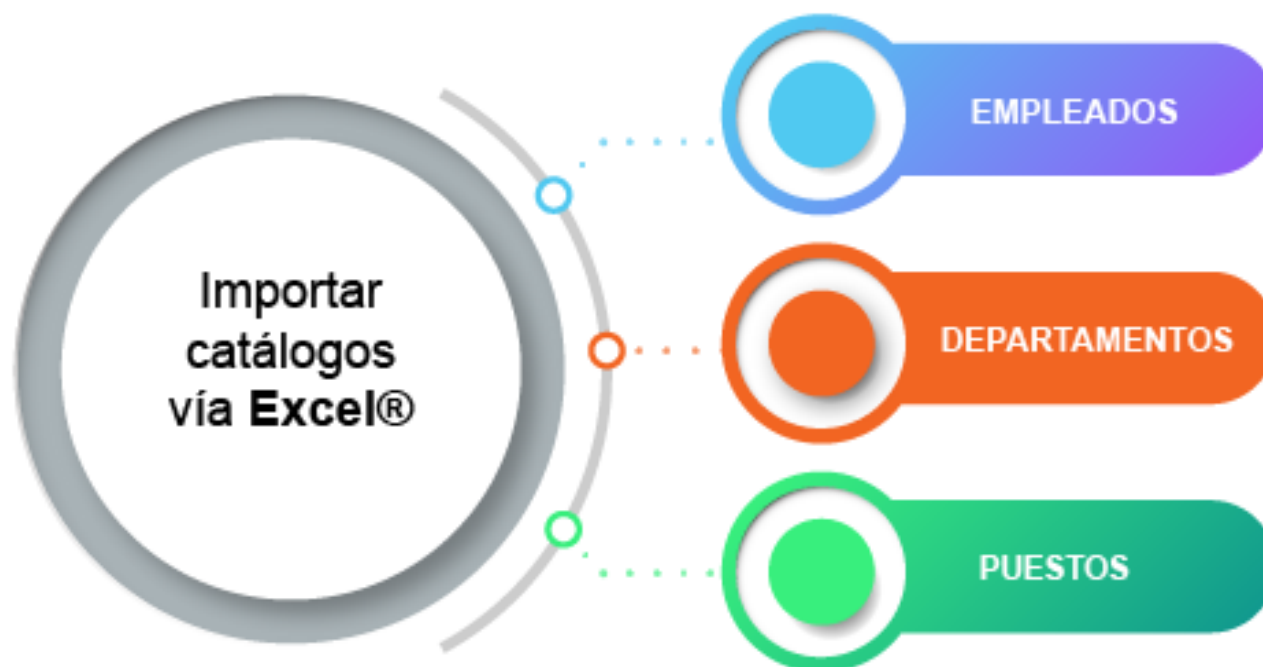 Importar
catálogos
vía Excel®
EMPLEADOS
DEPARTAMENTOS
PUESTOS